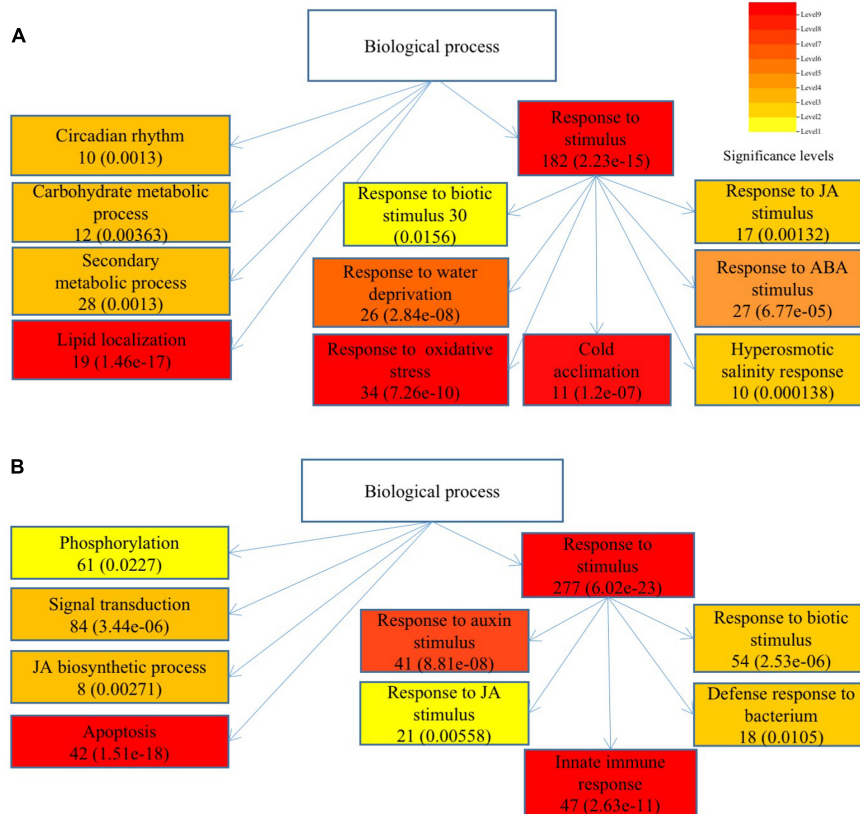 A
Biological process
Level9
Level8
Level7
Level6
Level5
Level4
Level3
Level2
Level1
Significance levels
Circadian rhythm
10 (0.0013)
Carbohydrate metabolic
process
12 (0.00363)
Secondary
metabolic process
28 (0.0013)
Lipid localization
19 (1.46e-17)
Response to
stimulus
182 (2.23e-15)
Response to biotic
stimulus 30
(0.0156)
Response to water
deprivation
26 (2.84e-08)
Response to oxidative
stress
34 (7.26e-10)
Cold
acclimation
11 (1.2e-07)
Response to JA
stimulus
17 (0.00132)
Response to ABA
stimulus
27 (6.77e-05)
Hyperosmotic
salinity response
10 (0.000138)
B
Biological process
Phosphorylation
61 (0.0227)
Signal transduction
84 (3.44e-06)
JA biosynthetic process
8 (0.00271)
Apoptosis
42 (1.51e-18)
Response to
stimulus
277 (6.02e-23)
Response to auxin
stimulus
41 (8.81e-08)
Response to JA
stimulus
21 (0.00558)
Innate immune
response
47 (2.63e-11)
Response to biotic
stimulus
54 (2.53e-06)
Defense response to
bacterium
18 (0.0105)